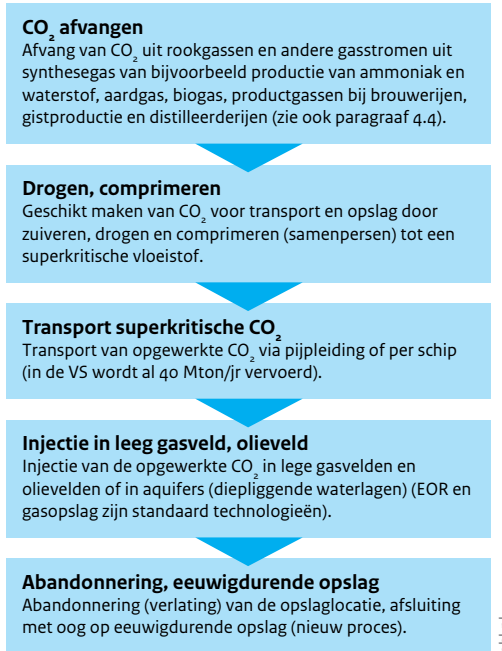 CO₂ afvangen
Afvang van CO₂ uit rookgassen en andere gasstromen uit
synthesegas van bijvoorbeeld productie van ammoniak en
waterstof, aardgas, biogas, productgassen bij brouwerijen,
gistproductie en distilleerderijen (zie ook paragraaf 4.4).
Drogen, comprimeren
Geschikt maken van CO₂ voor transport en opslag door
zuiveren, drogen en comprimeren (samenpersen) tot een
superkritische vloeistof.
Transport superkritische CO₂
Transport van opgewerkte CO₂ via pijpleiding of per schip
(in de VS wordt al 40 Mton/jr vervoerd).
Injectie in leeg gasveld, olieveld
Injectie van de opgewerkte CO₂ in lege gasvelden en
olievelden of in aquifers (diepliggende waterlagen) (EOR en
gasopslag zijn standaard technologieën).
Abandonnering, eeuwigdurende opslag
Abandonnering (verlating) van de opslaglocatie, afsluiting
met oog op eeuwigdurende opslag (nieuw proces).